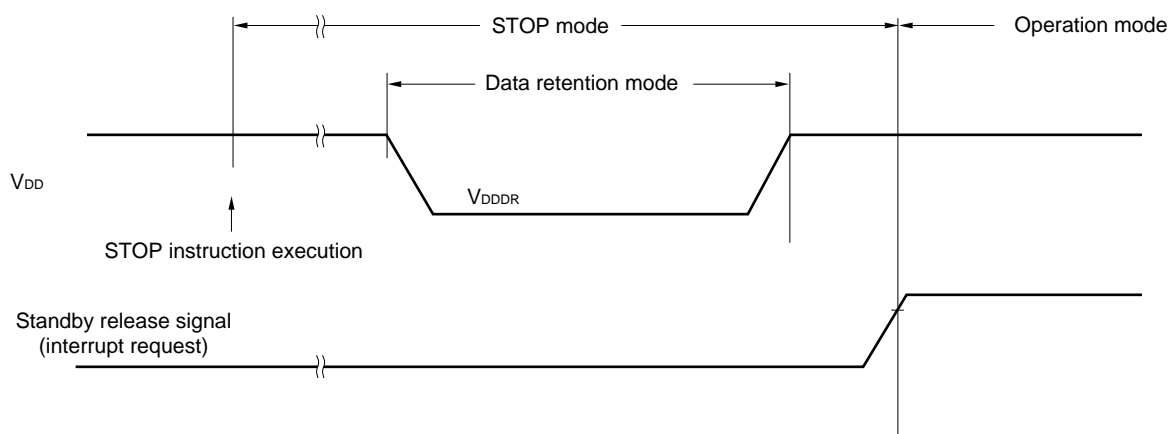 STOP mode
Operation mode
Data retention mode
VDD
VDDDR
STOP instruction execution
Standby release signal
(interrupt request)